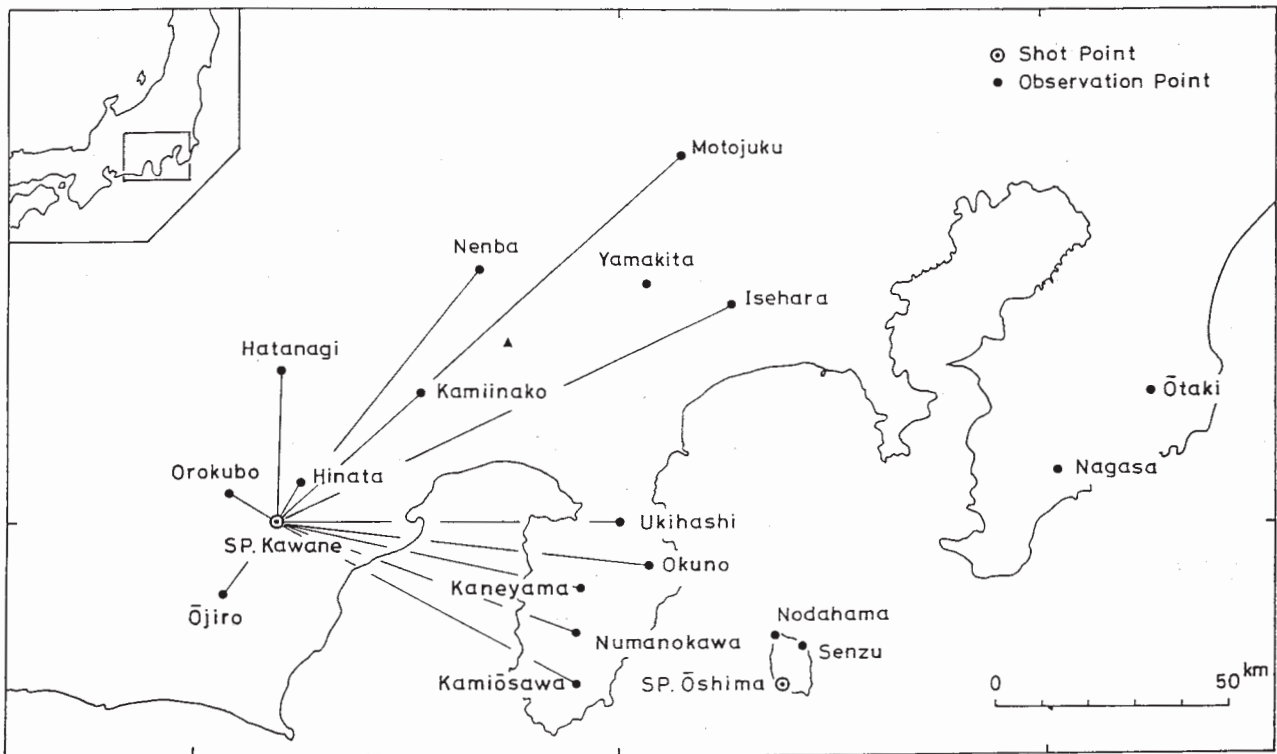 Shot Point
Observation Point
Motojuku
Nenba
Yamakita
Isehara
Hatanagi
Kamiinako
Ōtaki
Orokubo
Hinata
Nagasa
Ukihashi
SP. Kawane
Okuno
Kaneyama
Ōjiro
Nodahama
Numanokawa
Senzu
Kamiōsawa
SP. Ōshima
0 50 km